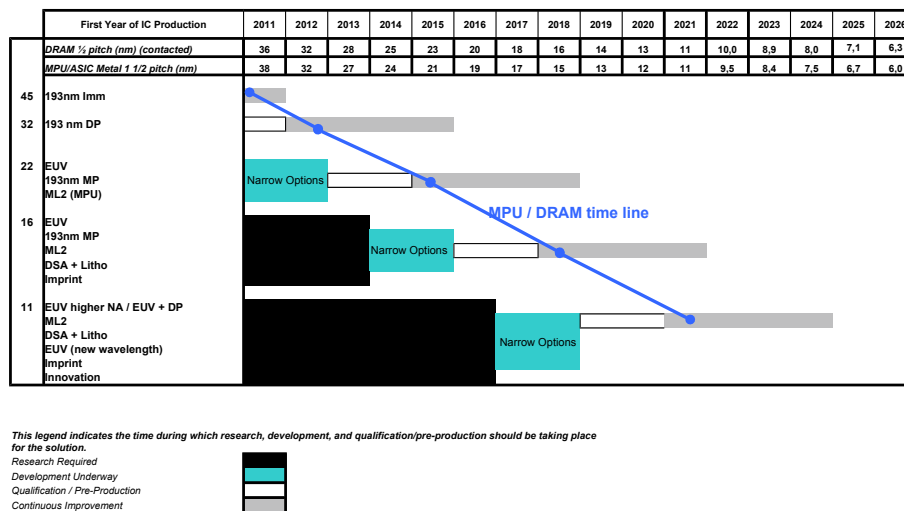 First Year of IC Production 2011 2012 2013 2014 2015 2016 2017 2018 2019 2020 2021 2022 2023 2024 2025 2026
DRAM ½ pitch (nm) (contacted) 36 32 28 25 23 20 18 16 14 13 11 10,0 8,9 8,0 7,1 6,3
MPU/ASIC Metal 1 1/2 pitch (nm) 38 32 27 24 21 19 17 15 13 12 11 9,5 8,4 7,5 6,7 6,0
45 193nm Imm
32 193 nm DP
22 EUV
193nm MP
ML2 (MPU)
Narrow Options
MPU / DRAM time line
16 EUV
193nm MP
ML2
DSA + Litho
Imprint
Narrow Options
11 EUV higher NA / EUV + DP
ML2
DSA + Litho
EUV (new wavelength)
Imprint
Innovation
Narrow Options
This legend indicates the time during which research, development, and qualification/pre-production should be taking place
for the solution.
Research Required
Development Underway
Qualification / Pre-Production
Continuous Improvement